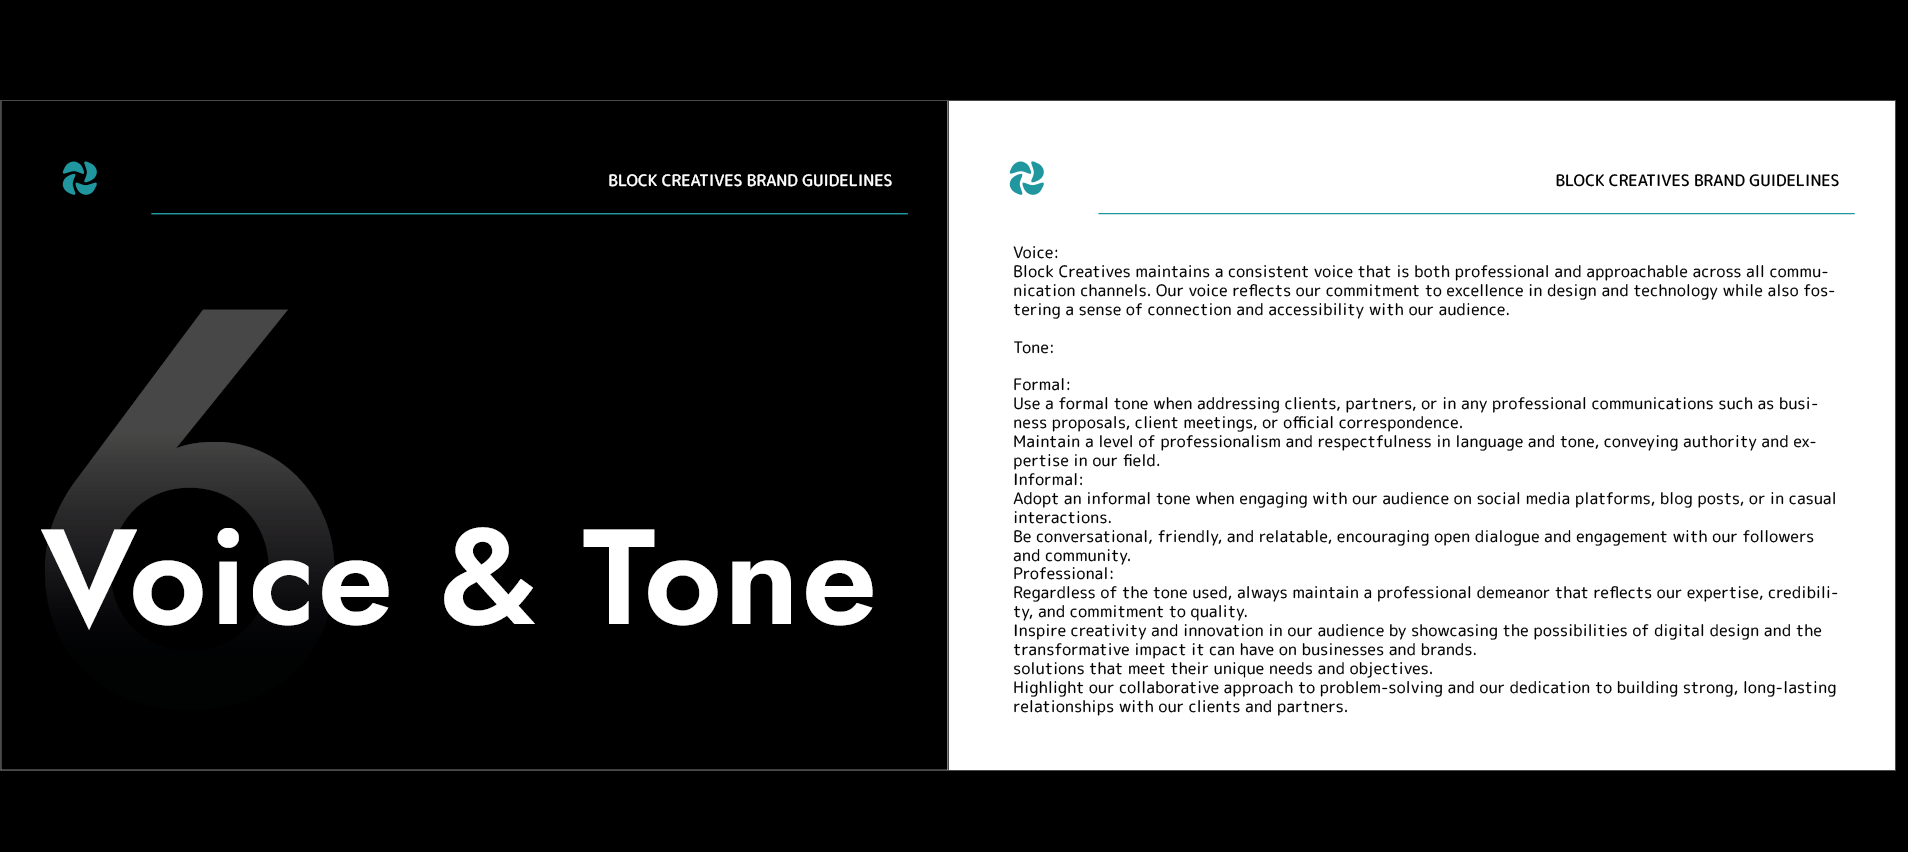 BLOCK CREATIVES BRAND GUIDELINES
6
Voice & Tone
BLOCK CREATIVES BRAND GUIDELINES
Voice:
Block Creatives maintains a consistent voice that is both professional and approachable across all commu-
nication channels. Our voice reflects our commitment to excellence in design and technology while also fos-
tering a sense of connection and accessibility with our audience.
Tone:
Formal:
Use a formal tone when addressing clients, partners, or in any professional communications such as busi-
ness proposals, client meetings, or official correspondence.
Maintain a level of professionalism and respectfulness in language and tone, conveying authority and ex-
pertise in our field.
Informal:
Adopt an informal tone when engaging with our audience on social media platforms, blog posts, or in casual
interactions.
Be conversational, friendly, and relatable, encouraging open dialogue and engagement with our followers
and community.
Professional:
Regardless of the tone used, always maintain a professional demeanor that reflects our expertise, credibili-
ty, and commitment to quality.
Inspire creativity and innovation in our audience by showcasing the possibilities of digital design and the
transformative impact it can have on businesses and brands.
solutions that meet their unique needs and objectives.
Highlight our collaborative approach to problem-solving and our dedication to building strong, long-lasting
relationships with our clients and partners.